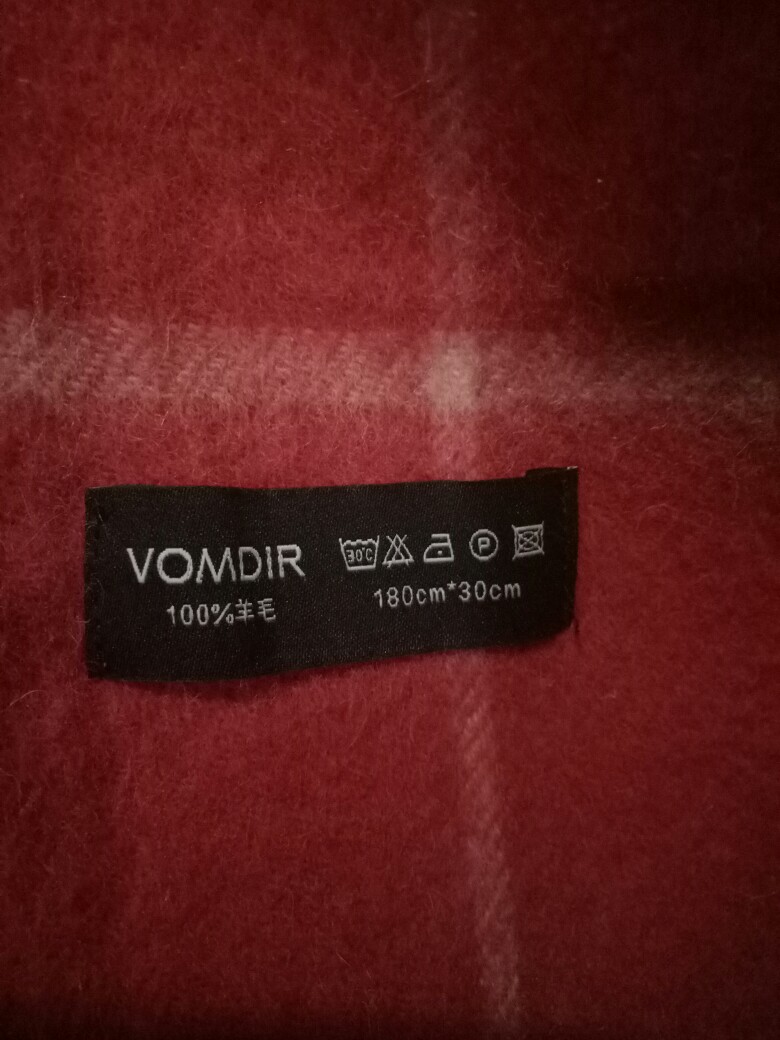 VOMDIR
100%羊毛
30℃
P
180cm*30cm